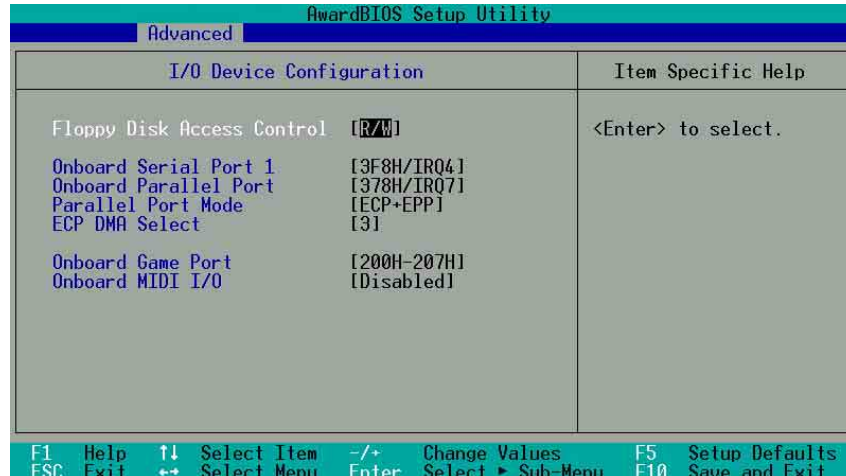 AwardBIOS Setup Utility
Advanced
I/O Device Configuration
Item Specific Help
Floppy Disk Access Control [R/W]
<Enter> to select.
Onboard Serial Port 1 [3F8H/IRQ4]
Onboard Parallel Port [378H/IRQ7]
Parallel Port Mode [ECP+EPP]
ECP DMA Select [3]
Onboard Game Port [200H-207H]
Onboard MIDI I/O [Disabled]
F1 Help ↑↓ Select Item -/+ Change Values F5 Setup Defaults
ESC Exit ←→ Select Menu Enter Select ► Sub-Menu F10 Save and Exit